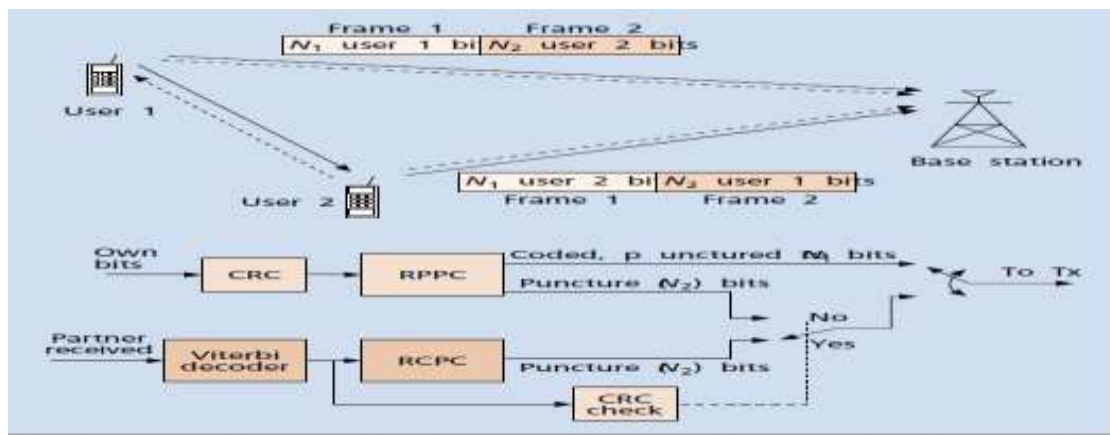 Frame 1 Frame 2
N₁ user 1 bi N₂ user 2 bits
User 1
Base station
N₁ user 2 bi N₂ user 1 bits
User 2
Frame 1 Frame 2
Own
bits
CRC
RPPC
Coded, p unctured N₁ bits
Puncture (N₂) bits
To Tx
No
Yes
Partner
received
Viterbi
decoder
RCPC
Puncture (N₂) bits
CRC
check